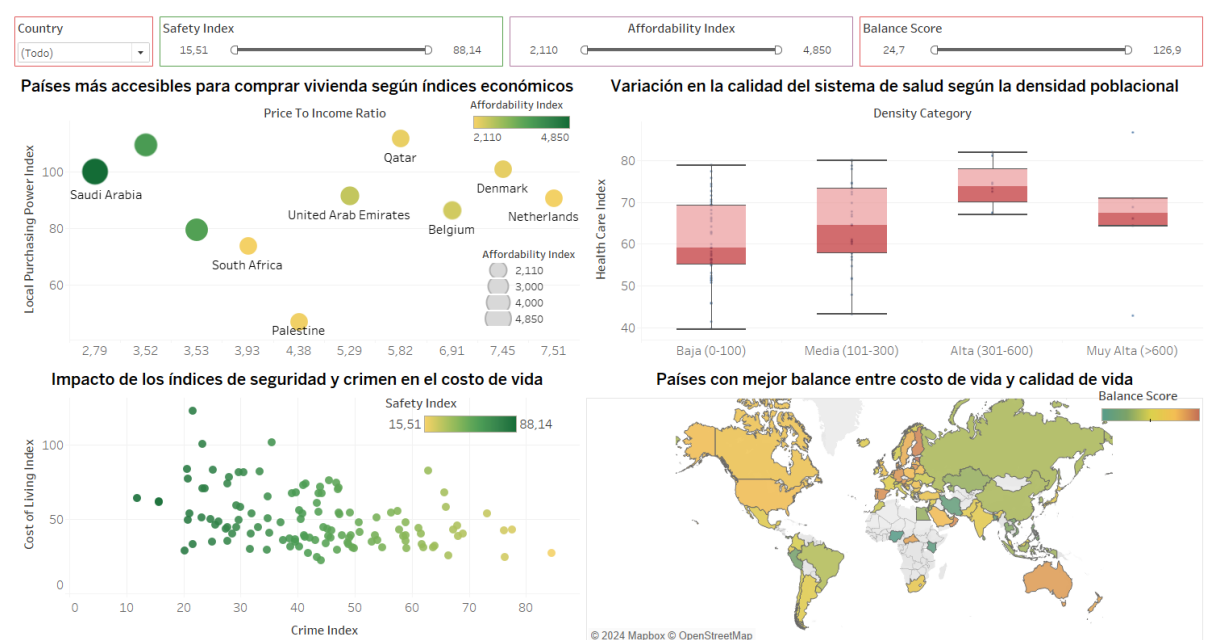 Country
(Todo)
Safety Index
15,51 88,14
Affordability Index
2,110 4,850
Balance Score
24,7 126,9
Países más accesibles para comprar vivienda según índices económicos
Price To Income Ratio
Affordability Index
2,110 4,850
Local Purchasing Power Index
100
80
60
Saudi Arabia
Qatar
Denmark
United Arab Emirates
Netherlands
Belgium
South Africa
Palestine
Affordability Index
2,110
3,000
4,000
4,850
2,79 3,52 3,53 3,93 4,38 5,29 5,82 6,91 7,45 7,51
Variación en la calidad del sistema de salud según la densidad poblacional
Density Category
Health Care Index
80
70
60
50
40
Baja (0-100) Media (101-300) Alta (301-600) Muy Alta (>600)
Impacto de los índices de seguridad y crimen en el costo de vida
Safety Index
15,51 88,14
Cost of Living Index
100
50
0
0 10 20 30 40 50 60 70 80
Crime Index
Países con mejor balance entre costo de vida y calidad de vida
Balance Score
© 2024 Mapbox © OpenStreetMap